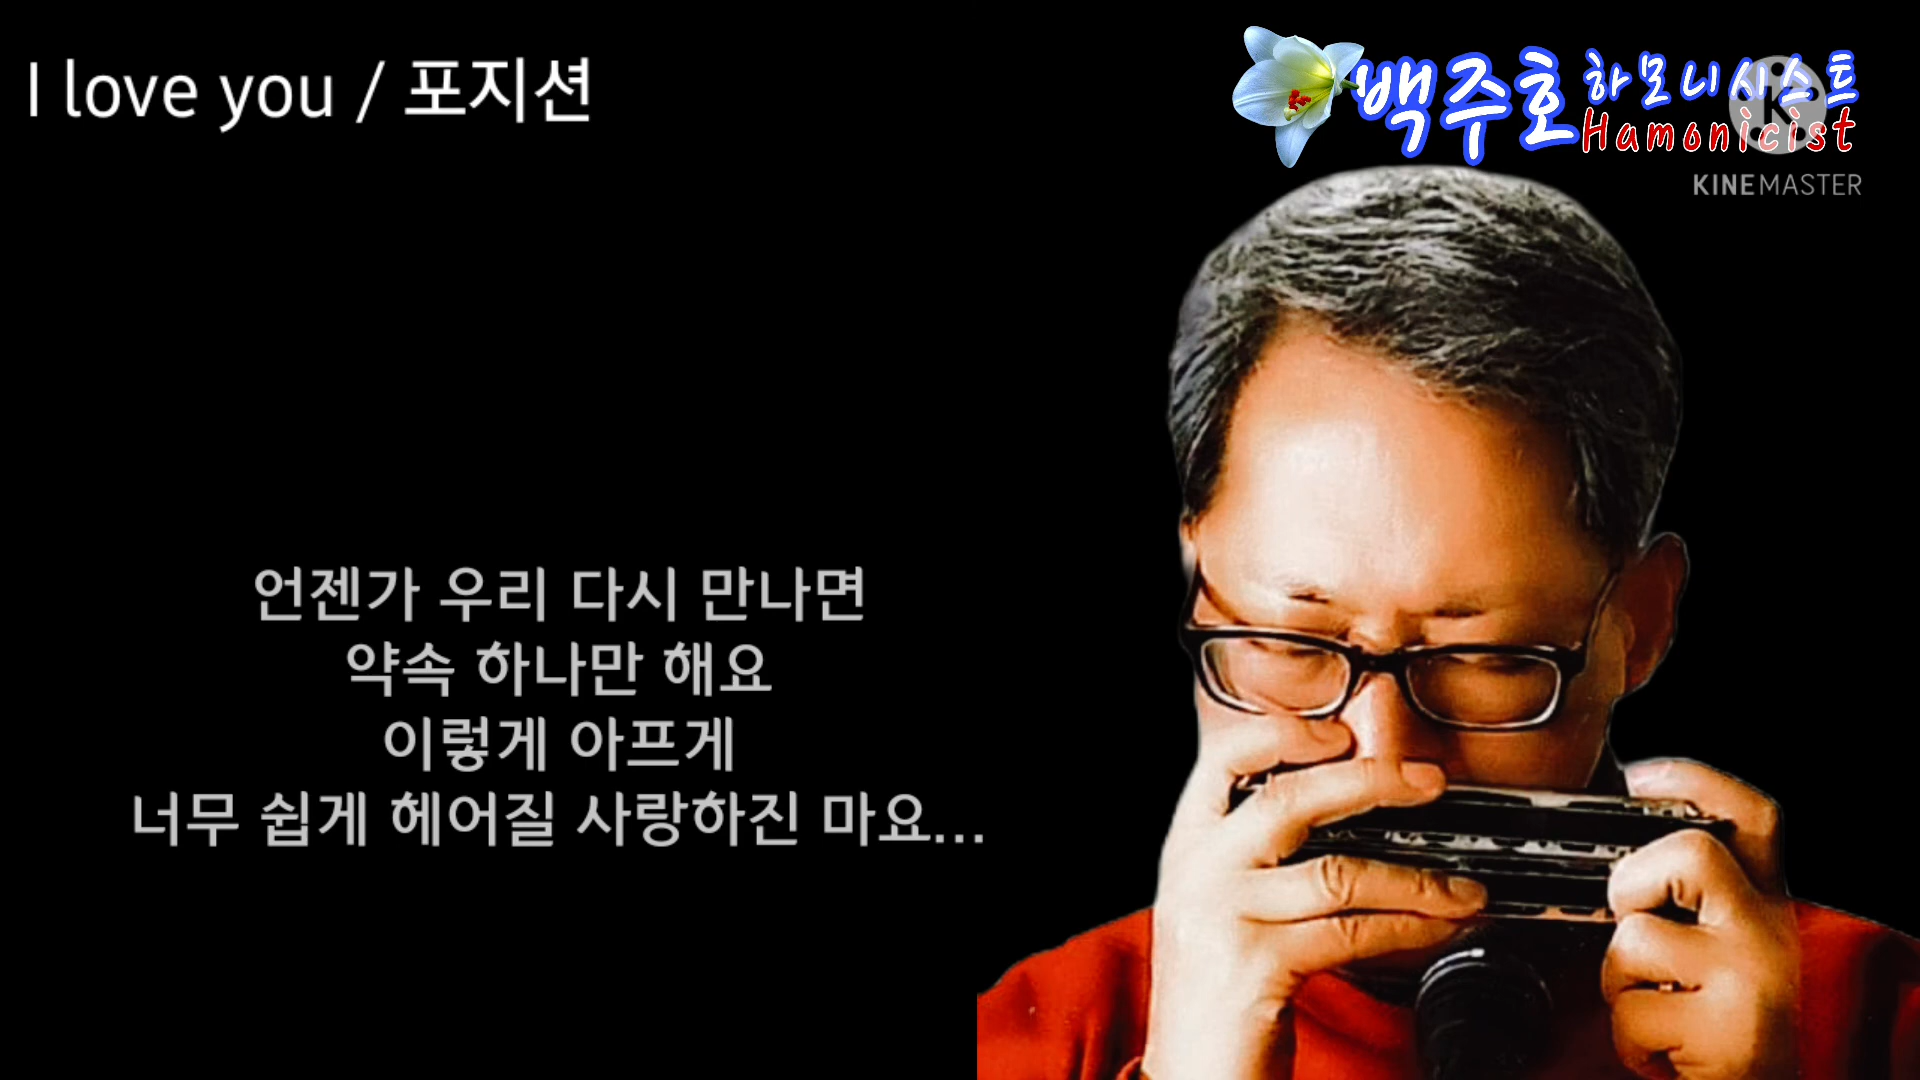 I love you / 포지션
백주호 하모니시스트
Hamonicist
KINEMASTER
언젠가 우리 다시 만나면
약속 하나만 해요
이렇게 아프게
너무 쉽게 헤어질 사랑하진 마요...